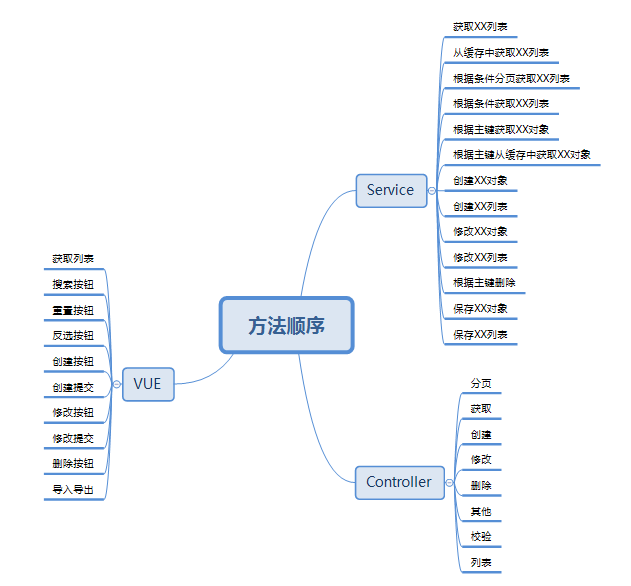 方法顺序
Service
获取XX列表
从缓存中获取XX列表
根据条件分页获取XX列表
根据条件获取XX列表
根据主键获取XX对象
根据主键从缓存中获取XX对象
创建XX对象
创建XX列表
修改XX对象
修改XX列表
根据主键删除
保存XX对象
保存XX列表
Controller
分页
获取
创建
修改
删除
其他
校验
列表
VUE
获取列表
搜索按钮
重置按钮
反选按钮
创建按钮
创建提交
修改按钮
修改提交
删除按钮
导入导出